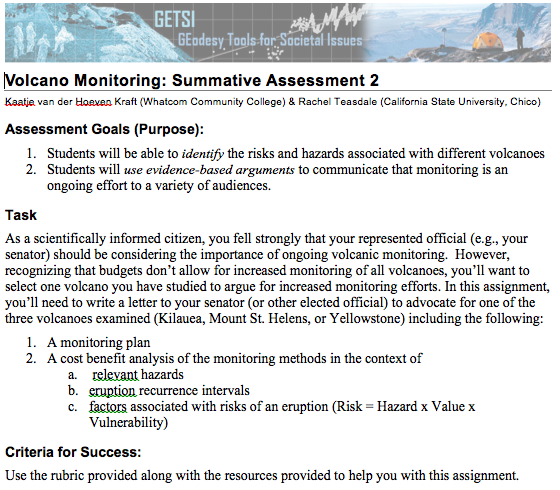 GETSI
GEodesy Tools for Societal Issues
Volcano Monitoring: Summative Assessment 2
Kaatje van der Hoeven Kraft (Whatcom Community College) & Rachel Teasdale (California State University, Chico)
Assessment Goals (Purpose):
1. Students will be able to identify the risks and hazards associated with different volcanoes
2. Students will use evidence-based arguments to communicate that monitoring is an
ongoing effort to a variety of audiences.
Task
As a scientifically informed citizen, you fell strongly that your represented official (e.g., your
senator) should be considering the importance of ongoing volcanic monitoring. However,
recognizing that budgets don't allow for increased monitoring of all volcanoes, you'll want to
select one volcano you have studied to argue for increased monitoring efforts. In this assignment,
you'll need to write a letter to your senator (or other elected official) to advocate for one of the
three volcanoes examined (Kilauea, Mount St. Helens, or Yellowstone) including the following:
1. A monitoring plan
2. A cost benefit analysis of the monitoring methods in the context of
a. relevant hazards
b. eruption recurrence intervals
c. factors associated with risks of an eruption (Risk = Hazard x Value x
Vulnerability)
Criteria for Success:
Use the rubric provided along with the resources provided to help you with this assignment.